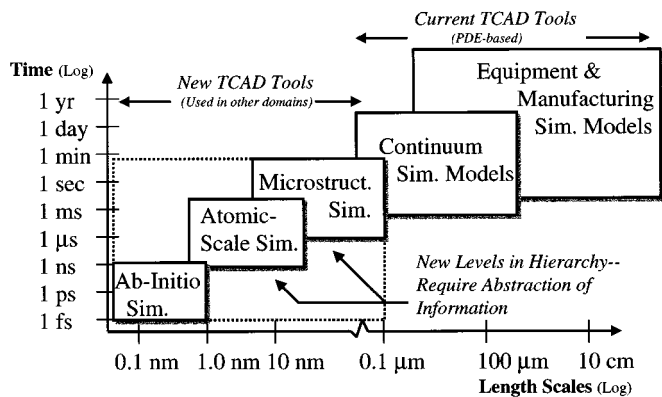 Current TCAD Tools
(PDE-based)
Time (Log)
New TCAD Tools
(Used in other domains)
Equipment &
Manufacturing
Sim. Models
1 yr
1 day
1 min
1 sec
1 ms
1 μs
1 ns
1 ps
1 fs
Continuum
Sim. Models
Microstruct.
Sim.
Atomic-
Scale Sim.
Ab-Initio
Sim.
New Levels in Hierarchy--
Require Abstraction of
Information
0.1 nm 1.0 nm 10 nm 0.1 μm 100 μm 10 cm
Length Scales (Log)